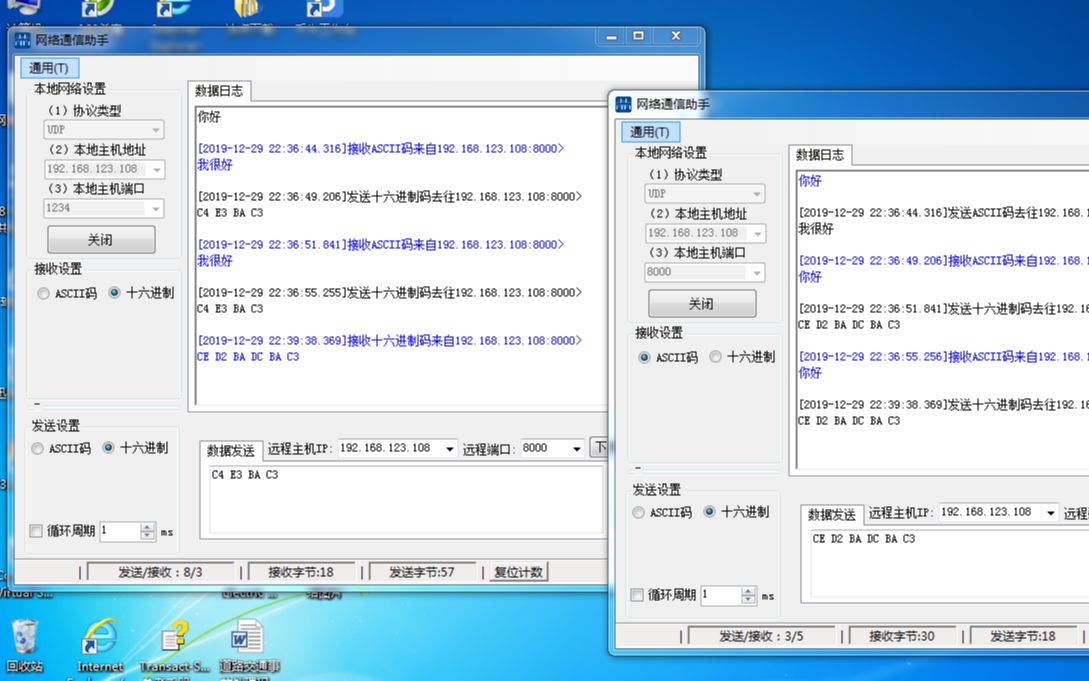 网络通信助手
通用(T)
本地网络设置
(1) 协议类型
UDP
(2) 本地主机地址
192.168.123.108
(3) 本地主机端口
1234
关闭
接收设置
ASCII码
十六进制
发送设置
ASCII码
十六进制
循环周期
1
ms
数据日志
你好
[2019-12-29 22:36:44.316]接收ASCII码来自192.168.123.108:8000>
我很好
[2019-12-29 22:36:49.206]发送十六进制码去往192.168.123.108:8000>
C4 E3 BA C3
[2019-12-29 22:36:51.841]接收ASCII码来自192.168.123.108:8000>
我很好
[2019-12-29 22:36:55.255]发送十六进制码去往192.168.123.108:8000>
C4 E3 BA C3
[2019-12-29 22:39:38.369]接收十六进制码来自192.168.123.108:8000>
CE D2 BA DC BA C3
数据发送
远程主机IP:
192.168.123.108
远程端口:
8000
下
C4 E3 BA C3
发送/接收:8/3
接收字节:18
发送字节:57
复位计数
网络通信助手
通用(T)
本地网络设置
(1) 协议类型
UDP
(2) 本地主机地址
192.168.123.108
(3) 本地主机端口
8000
关闭
接收设置
ASCII码
十六进制
发送设置
ASCII码
十六进制
循环周期
1
ms
数据日志
你好
[2019-12-29 22:36:44.316]发送ASCII码去往192.168.1
我很好
[2019-12-29 22:36:49.206]接收ASCII码来自192.168.1
你好
[2019-12-29 22:36:51.841]发送十六进制码去往192.16
CE D2 BA DC BA C3
[2019-12-29 22:36:55.256]接收ASCII码来自192.168.1
你好
[2019-12-29 22:39:38.369]发送十六进制码去往192.16
CE D2 BA DC BA C3
数据发送
远程主机IP:
192.168.123.108
远程
CE D2 BA DC BA C3
发送/接收:3/5
接收字节:30
发送字节:18
回收站
Internet
Transact-S...
道路交通事